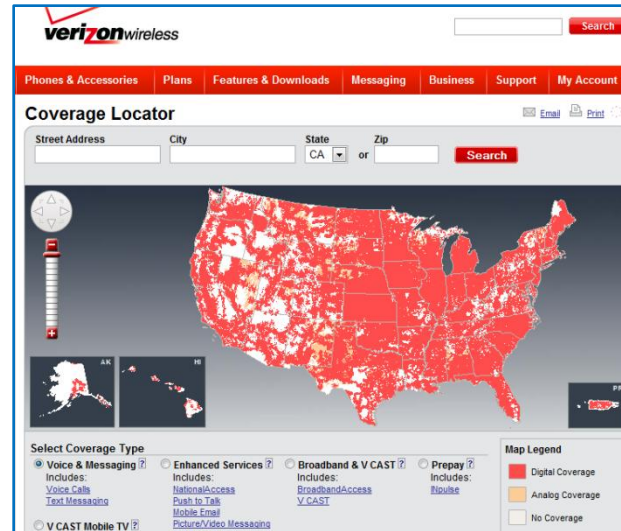 verizonwireless
Search
Phones & Accessories Plans Features & Downloads Messaging Business Support My Account
Coverage Locator
Email Print
Street Address City State Zip
CA or Search
AK HI PR
Select Coverage Type
Voice & Messaging ? Enhanced Services ? Broadband & V CAST ? Prepay ?
Includes: Includes: Includes: Includes:
Voice Calls NationalAccess BroadbandAccess INpulse
Text Messaging Push to Talk V CAST
Mobile Email
V CAST Mobile TV ? Picture/Video Messaging
Map Legend
Digital Coverage
Analog Coverage
No Coverage